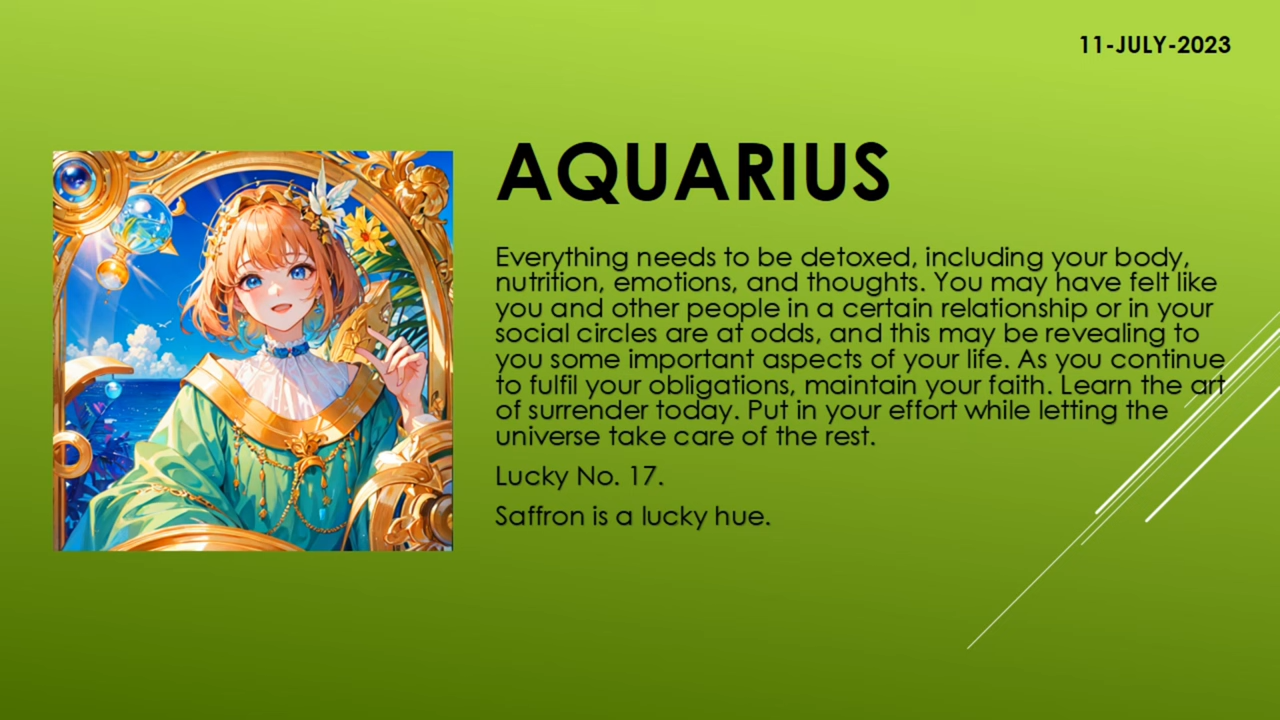 11-JULY-2023
AQUARIUS
Everything needs to be detoxed, including your body,
nutrition, emotions, and thoughts. You may have felt like
you and other people in a certain relationship or in your
social circles are at odds, and this may be revealing to
you some important aspects of your life. As you continue
to fulfil your obligations, maintain your faith. Learn the art
of surrender today. Put in your effort while letting the
universe take care of the rest.
Lucky No. 17.
Saffron is a lucky hue.